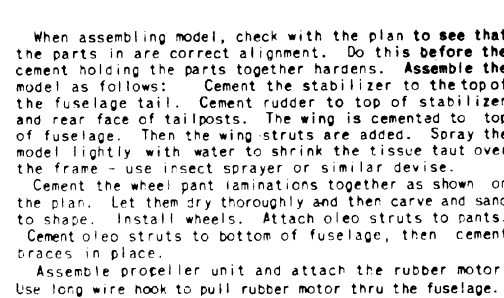 When assembling model, check with the plan to see that
the parts in are correct alignment. Do this before the
cement holding the parts together hardens. Assemble the
model as follows: Cement the stabilizer to the top of
the fuselage tail. Cement rudder to top of stabilizer
and rear face of tailposts. The wing is cemented to top
of fuselage. Then the wing struts are added. Spray the
model lightly with water to shrink the tissue taut over
the frame - use insect sprayer or similar devise.
Cement the wheel pant laminations together as shown on
the plan. Let them dry thoroughly and then carve and sand
to shape. Install wheels. Attach oleo struts to pants.
Cement oleo struts to bottom of fuselage, then cement
braces in place.
Assemble propeller unit and attach the rubber motor
Use long wire hook to pull rubber motor thru the fuselage.